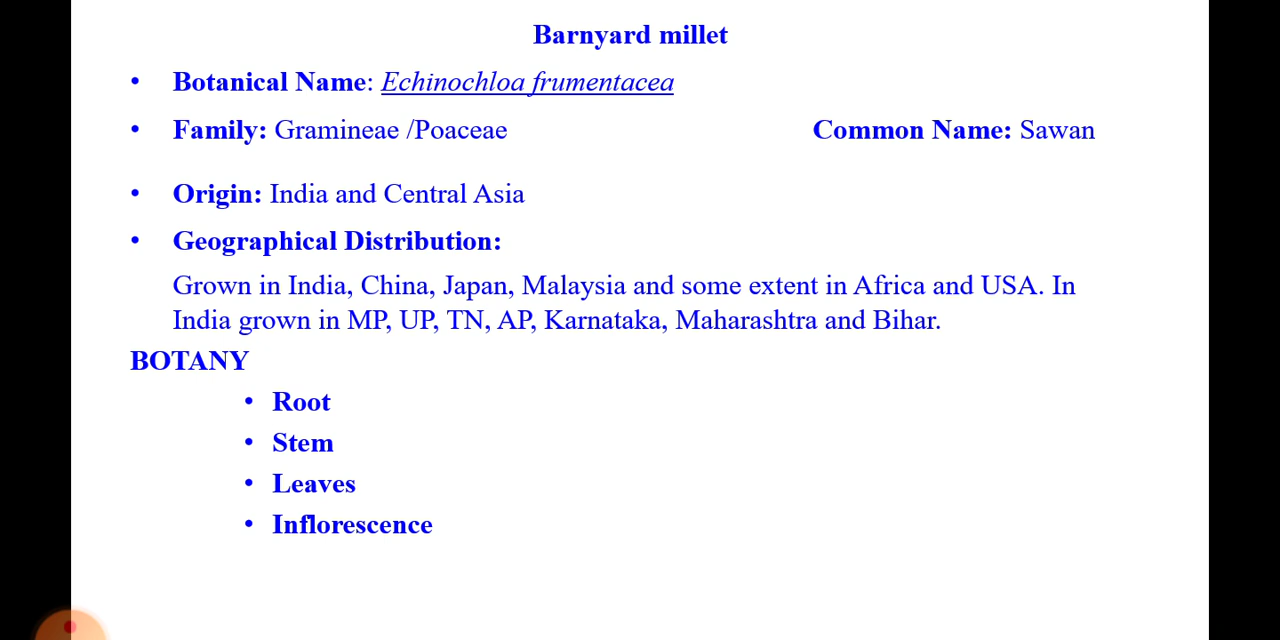 Barnyard millet
• Botanical Name: Echinochloa frumentacea
• Family: Gramineae /Poaceae Common Name: Sawan
• Origin: India and Central Asia
• Geographical Distribution:
Grown in India, China, Japan, Malaysia and some extent in Africa and USA. In
India grown in MP, UP, TN, AP, Karnataka, Maharashtra and Bihar.
BOTANY
• Root
• Stem
• Leaves
• Inflorescence